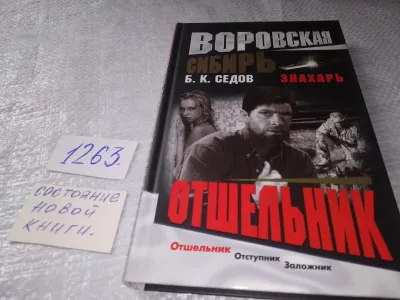 ВОРОВСКАЯ
СИБИРЬ
Б. К. СЕДОВ
ЗНАХАРЬ
ОТШЕЛЬНИК
Отшельник
Отступник
Заложник
1263.
состояние
новой
книги.